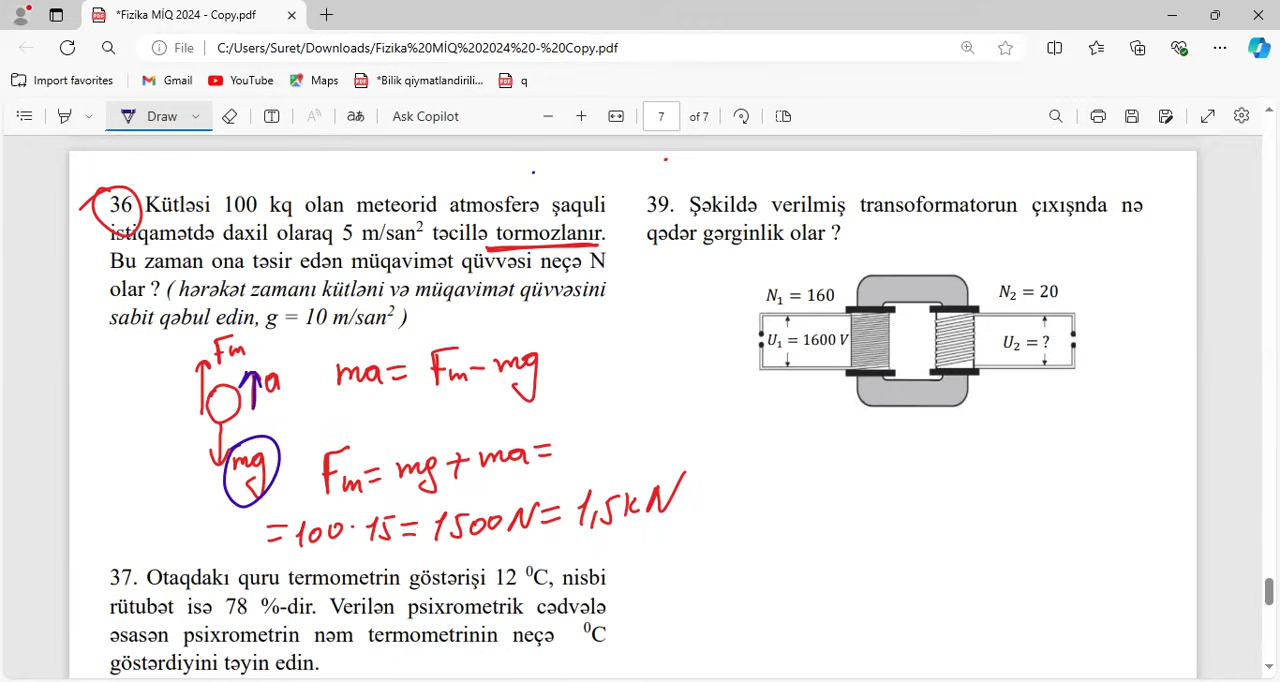 *Fizika MİQ 2024 - Copy.pdf
File
C:/Users/Suret/Downloads/Fizika%20MİQ%202024%20-%20Copy.pdf
Import favorites
Gmail
YouTube
Maps
*Bilik qiymatlandirili...
q
Draw
aあ
Ask Copilot
7
of 7
36 Kütləsi 100 kq olan meteorid atmosferə şaquli
istiqamətdə daxil olaraq 5 m/san² təcillə tormozlanır.
Bu zaman ona təsir edən müqavimət qüvvəsi neçə N
olar ? ( hərəkət zamanı kütləni və müqavimət qüvvəsini
sabit qəbul edin, g = 10 m/san² )
Fm
a
mg
ma = Fm - mg
Fm = mg + ma =
= 100 · 15 = 1500 N = 1,5 kN
37. Otaqdakı quru termometrin göstərişi 12 ⁰C, nisbi
rütubət isə 78 %-dir. Verilən psixrometrik cədvələ
əsasən psixrometrin nəm termometrinin neçə ⁰C
göstərdiyini təyin edin.
39. Şəkildə verilmiş transoformatorun çıxışnda nə
qədər gərginlik olar ?
N₁ = 160
N₂ = 20
U₁ = 1600 V
U₂ = ?